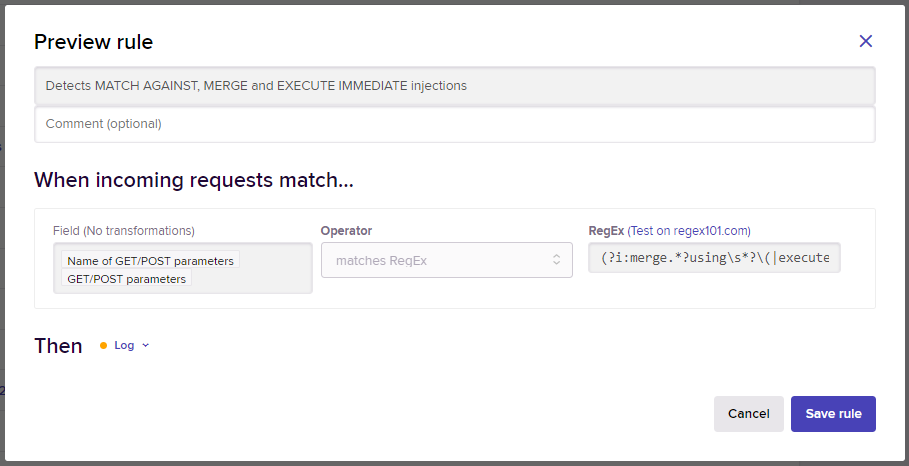 Preview rule
Detects MATCH AGAINST, MERGE and EXECUTE IMMEDIATE injections
Comment (optional)
When incoming requests match...
Field (No transformations)
Operator
RegEx (Test on regex101.com)
Name of GET/POST parameters
GET/POST parameters
matches RegEx
(?i:merge.*?using\s*?\(|execute
Then
Log
Cancel
Save rule